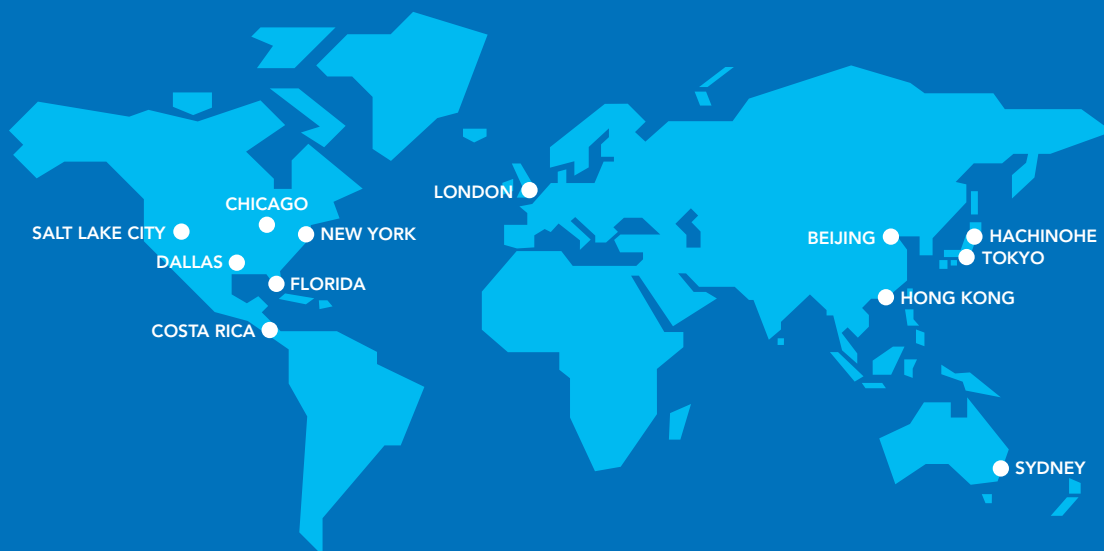 LONDON
CHICAGO
SALT LAKE CITY
NEW YORK
BEIJING
HACHINOHE
TOKYO
DALLAS
FLORIDA
HONG KONG
COSTA RICA
SYDNEY